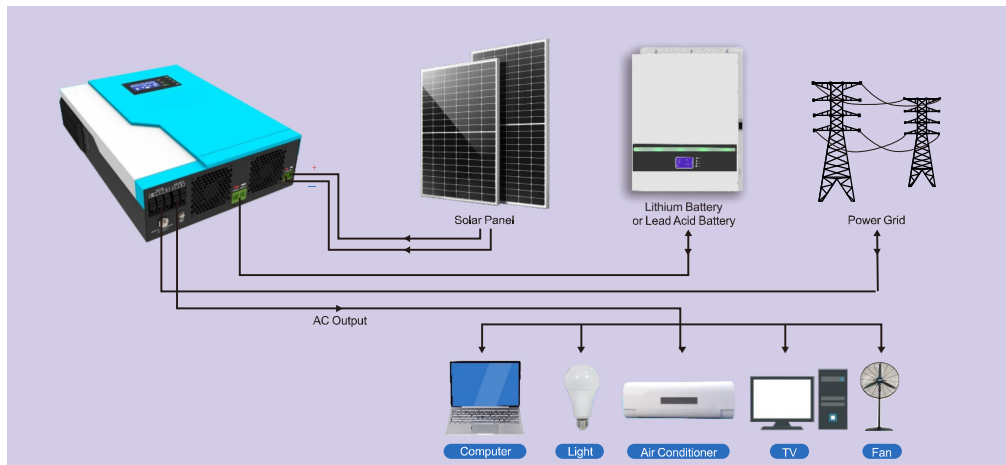 +
−
Solar Panel
Lithium Battery
or Lead Acid Battery
Power Grid
AC Output
Computer
Light
Air Conditioner
TV
Fan